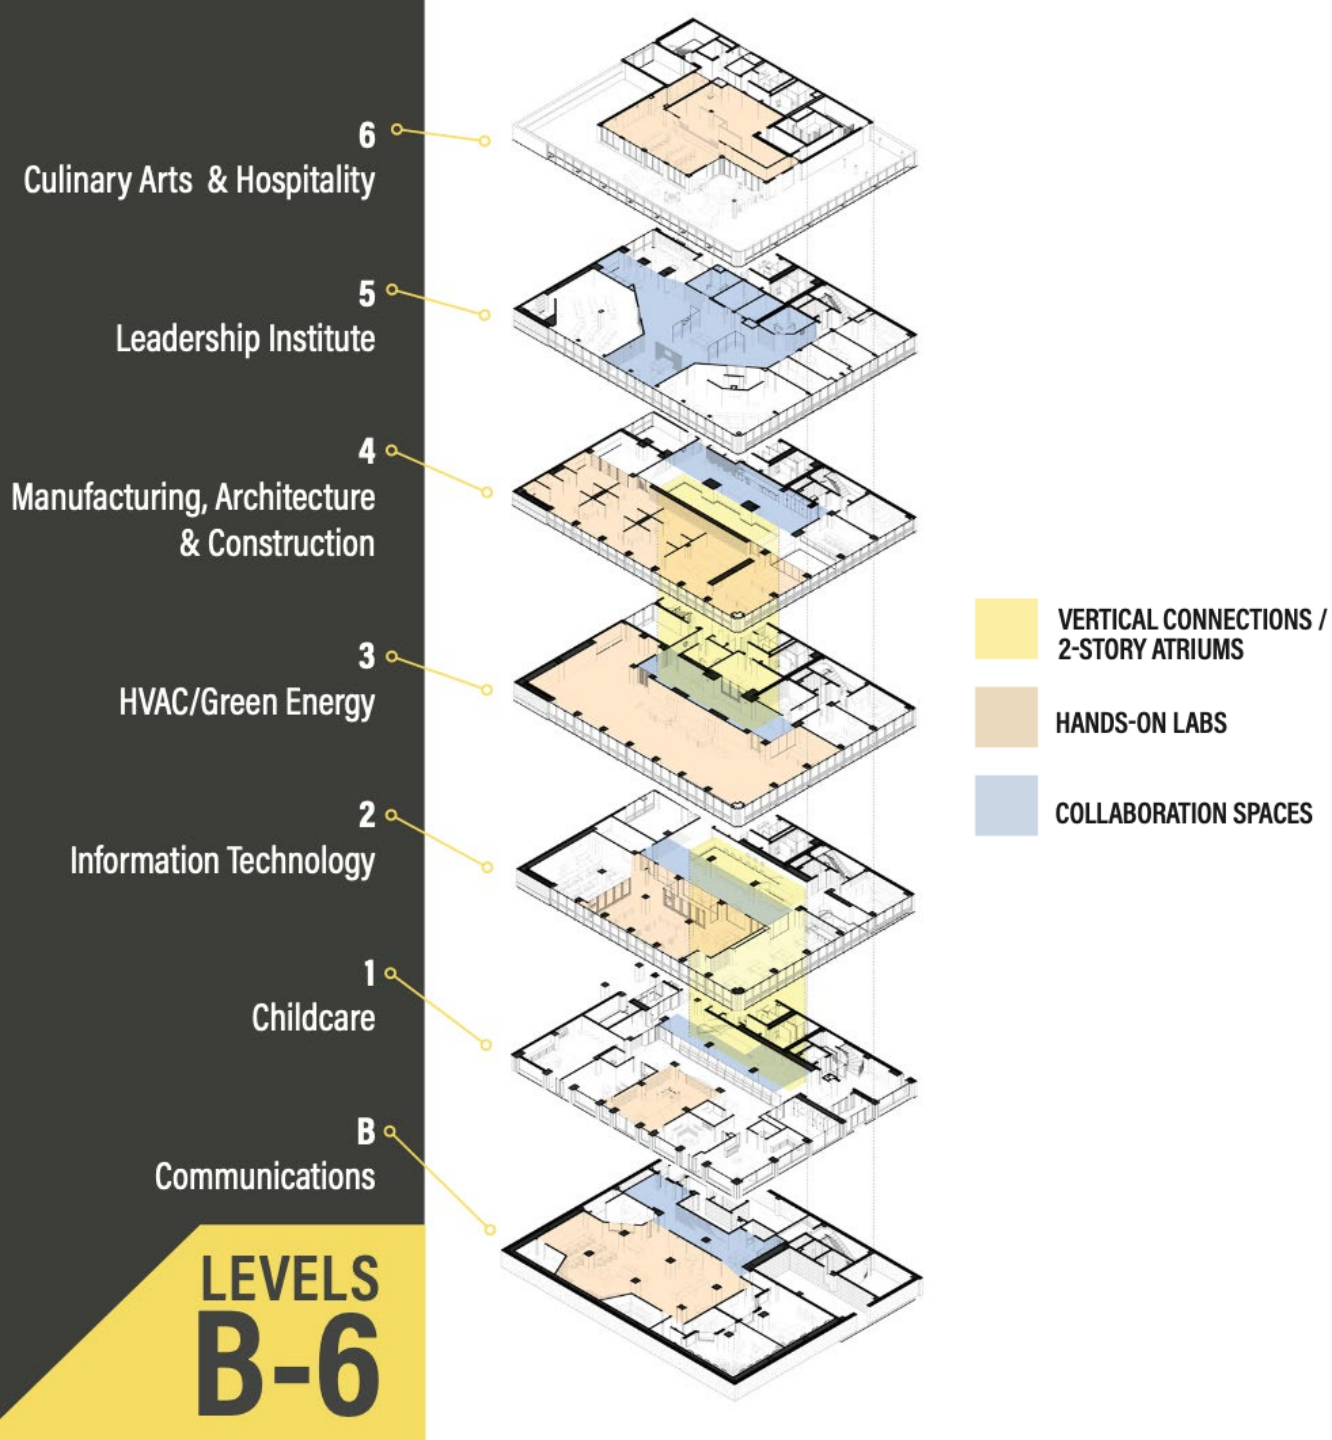 6
Culinary Arts & Hospitality
5
Leadership Institute
4
Manufacturing, Architecture
& Construction
3
HVAC/Green Energy
2
Information Technology
1
Childcare
B
Communications
LEVELS
B-6
VERTICAL CONNECTIONS /
2-STORY ATRIUMS
HANDS-ON LABS
COLLABORATION SPACES